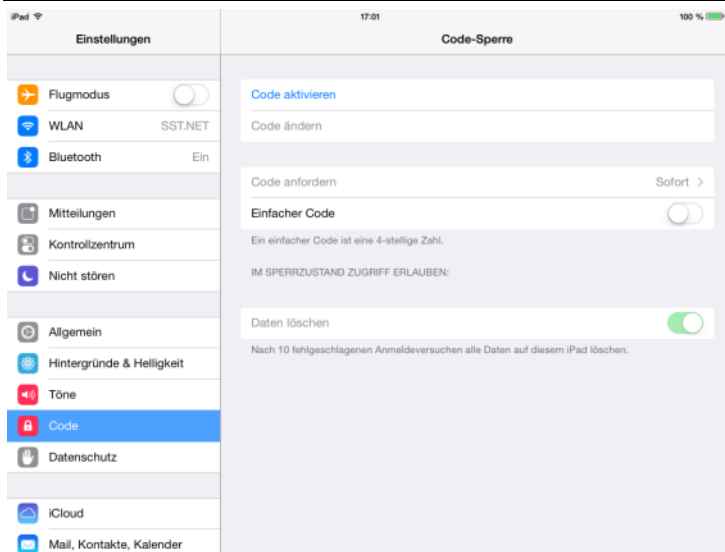 iPad 17:01 100 %
Einstellungen
Code-Sperre
Flugmodus
WLAN SST.NET
Bluetooth Ein
Mitteilungen
Kontrollzentrum
Nicht stören
Allgemein
Hintergründe & Helligkeit
Töne
Code
Datenschutz
iCloud
Mail, Kontakte, Kalender
Code aktivieren
Code ändern
Code anfordern Sofort >
Einfacher Code
Ein einfacher Code ist eine 4-stellige Zahl.
IM SPERRZUSTAND ZUGRIFF ERLAUBEN:
Daten löschen
Nach 10 fehlgeschlagenen Anmeldeversuchen alle Daten auf diesem iPad löschen.